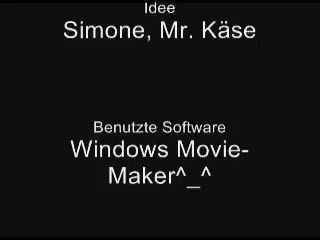 Idee
Simone, Mr. Käse
Benutzte Software
Windows Movie-
Maker^_^